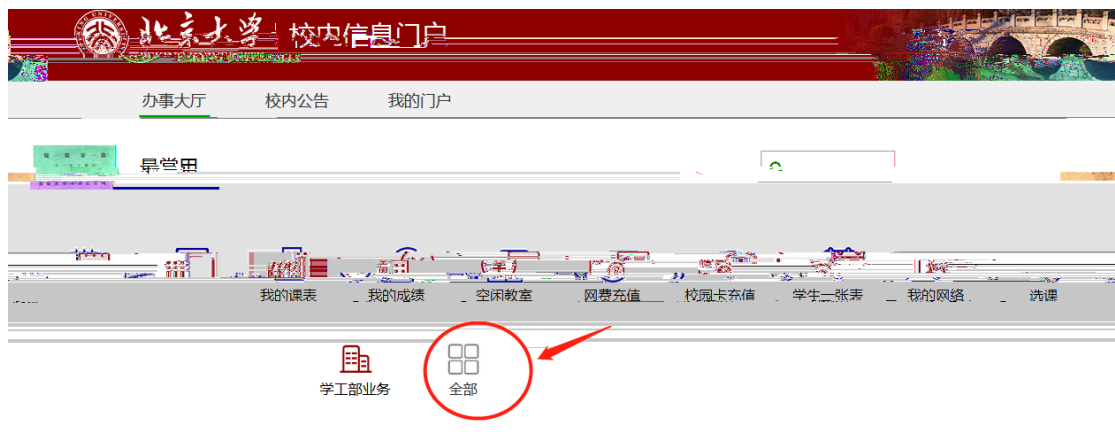 北京大学 校内信息门户
办事大厅 校内公告 我的门户
最常用
我的课表 我的成绩 空闲教室 网费充值 校园卡充值 学生一张表 我的网络 选课
学工部业务 全部